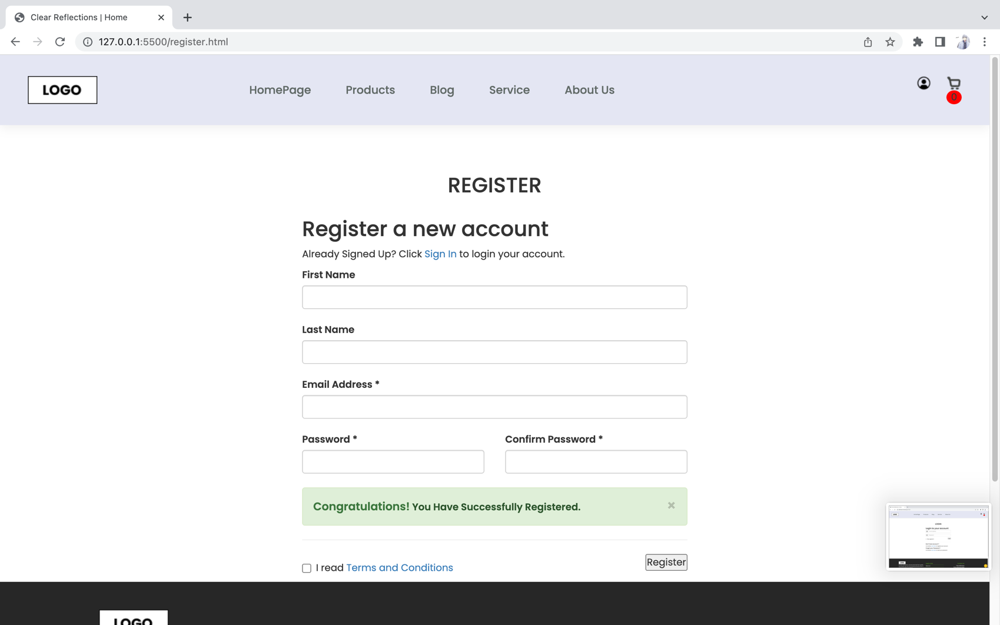 Clear Reflections | Home
127.0.0.1:5500/register.html
LOGO
HomePage
Products
Blog
Service
About Us
0
REGISTER
Register a new account
Already Signed Up? Click Sign In to login your account.
First Name
Last Name
Email Address *
Password *
Confirm Password *
Congratulations! You Have Successfully Registered.
I read Terms and Conditions
Register
LOGO